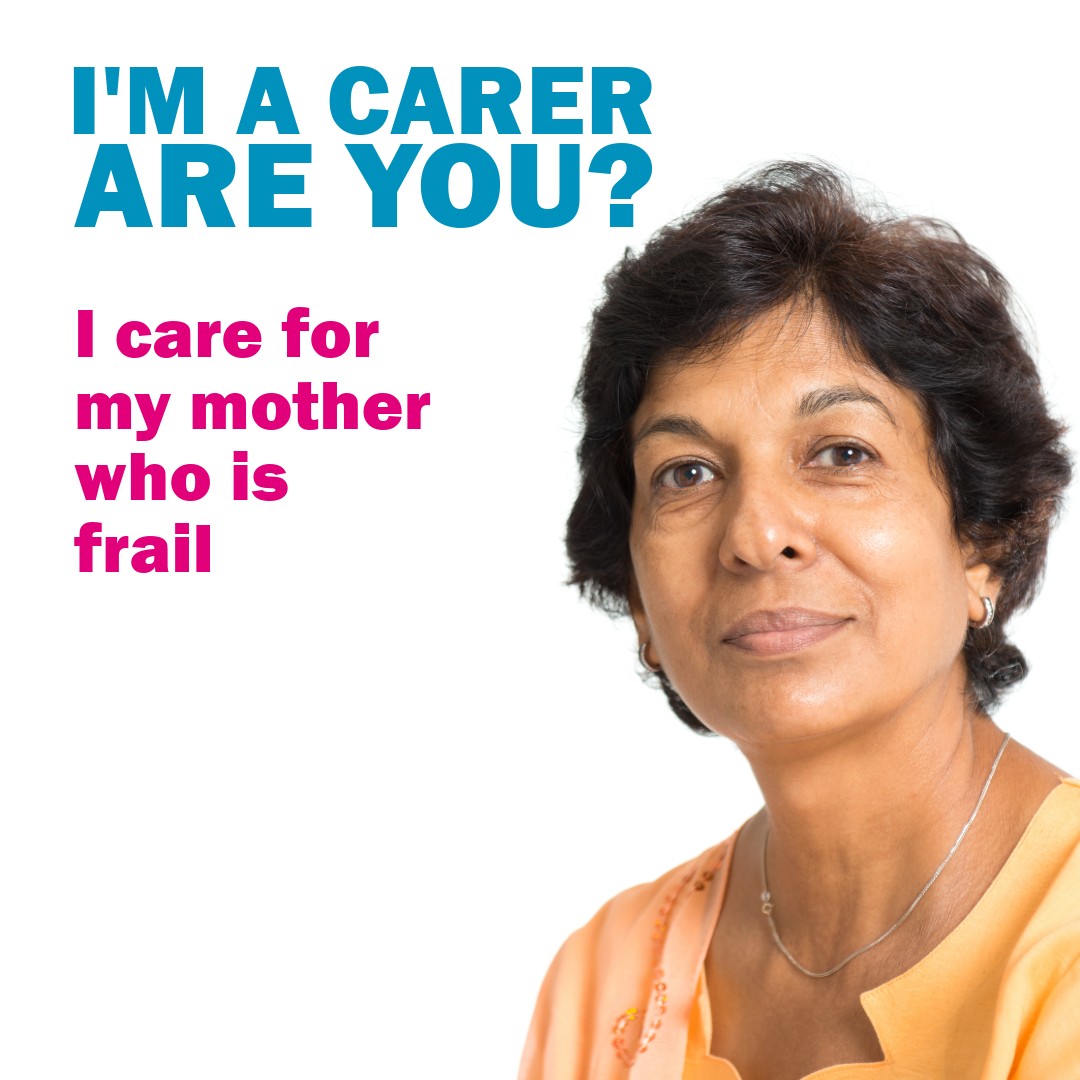 I'M A CARER
ARE YOU?
I care for
my mother
who is
frail